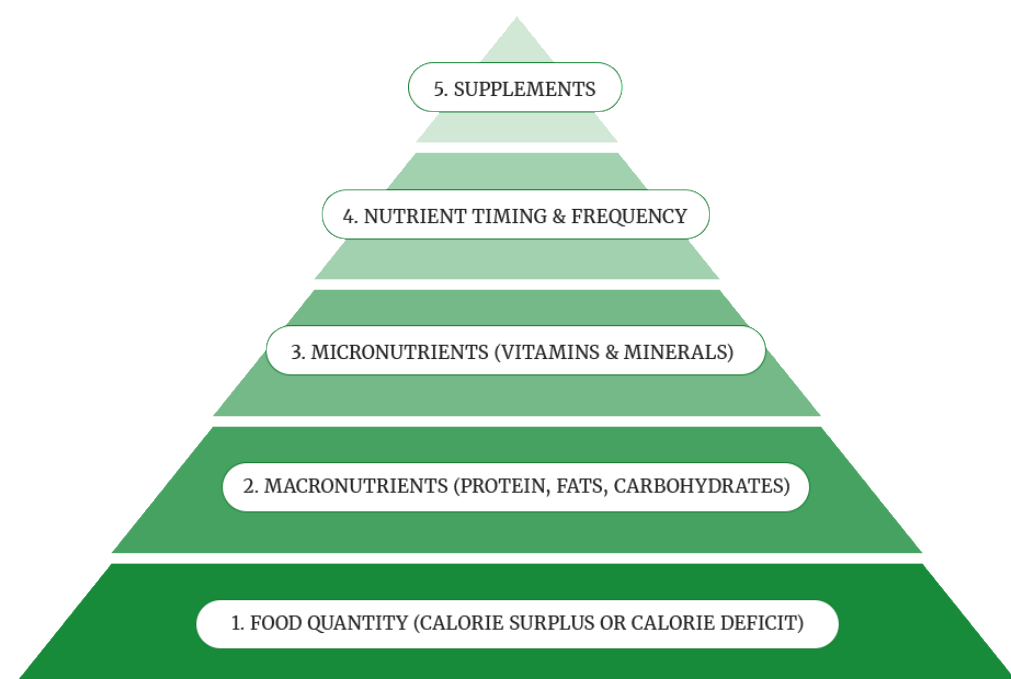 5. SUPPLEMENTS
4. NUTRIENT TIMING & FREQUENCY
3. MICRONUTRIENTS (VITAMINS & MINERALS)
2. MACRONUTRIENTS (PROTEIN, FATS, CARBOHYDRATES)
1. FOOD QUANTITY (CALORIE SURPLUS OR CALORIE DEFICIT)